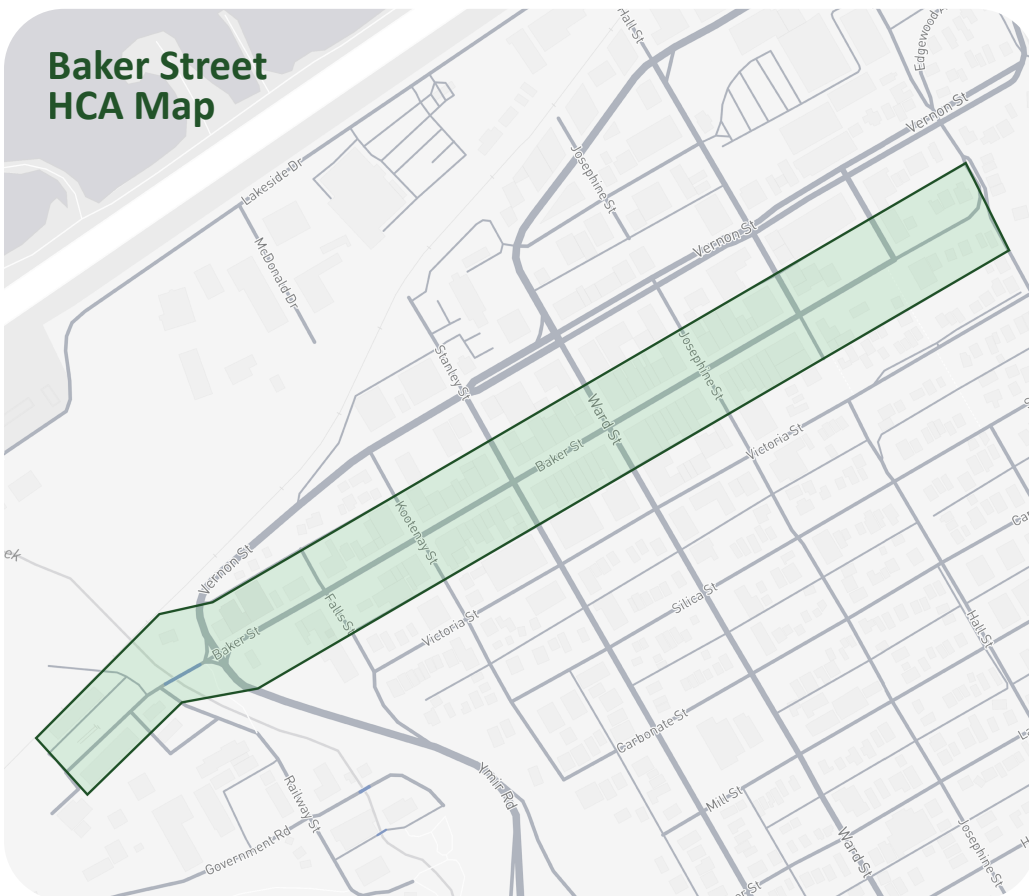 Baker Street
HCA Map
Hall St
Edgewood A
Vernon St
Josephine St
Lakeside Dr
McDonald Dr
Vernon St
Stanley St
Josephine St
Ward St
Baker St
Victoria St
Kootenay St
ek
Vernon St
Falls St
Baker St
Victoria St
Silica St
Hall St
Carbonate St
Ymir Rd
Railway St
Mill St
Government Rd
Ward St
Josephine St